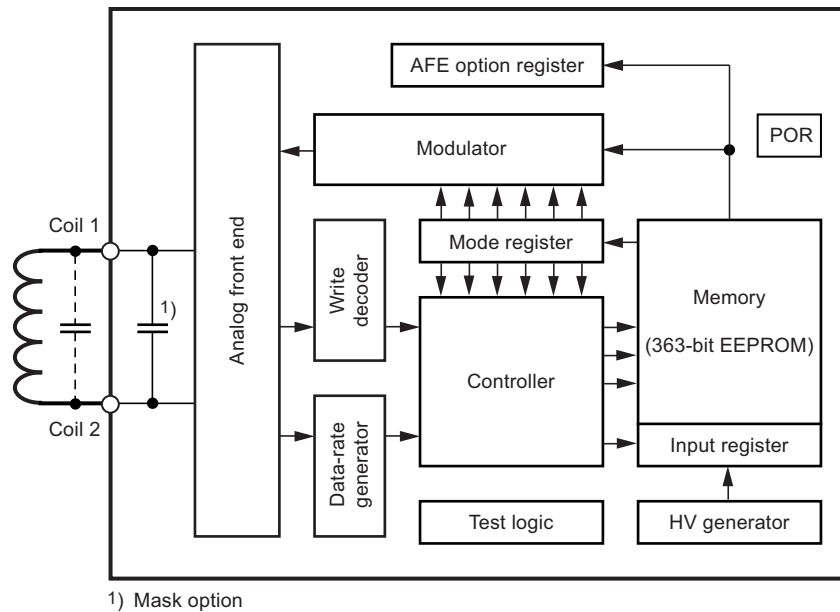 AFE option register
POR
Modulator
Coil 1
Mode register
Analog front end
Write
decoder
1)
Memory
(363-bit EEPROM)
Controller
Coil 2
Data-rate
generator
Input register
Test logic
HV generator
1) Mask option